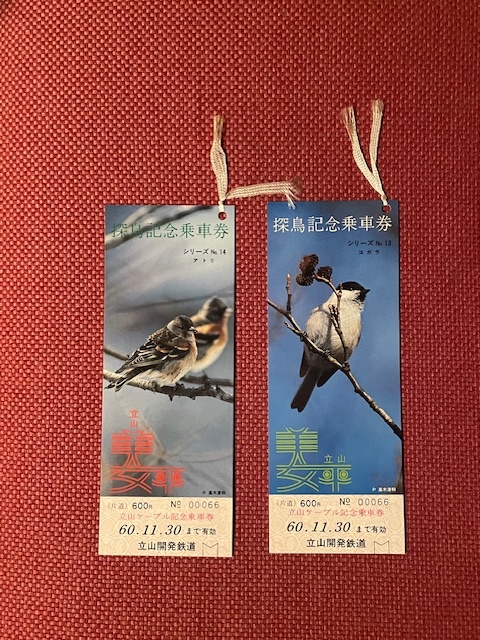 探鳥記念乗車券
シリーズ No.14
アトリ
立山
美女平
(片道) 600円 No 00066
立山ケーブル記念乗車券
60.11.30 まで有効
立山開発鉄道
探鳥記念乗車券
シリーズ No.13
コガラ
立山
美女平
(片道) 600円 No 00066
立山ケーブル記念乗車券
60.11.30 まで有効
立山開発鉄道